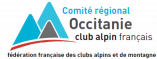 Comité régional
Occitanie
club alpin français
fédération française des clubs alpins et de montagne